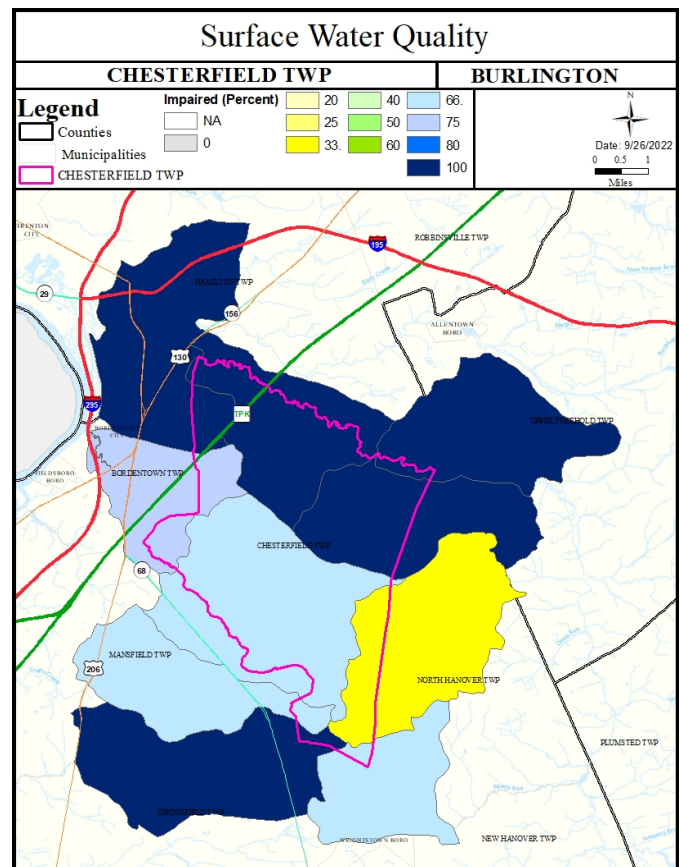 Surface Water Quality
CHESTERFIELD TWP
BURLINGTON
Legend
Counties
Municipalities
CHESTERFIELD TWP
Impaired (Percent)
NA
0
20
25
33.
40
50
60
66.
75
80
100
N
Date: 9/26/2022
0 0.5 1
Miles
TRENTON
CITY
ROBBINSVILLE TWP
195
HAMILTON TWP
29
156
ALLENTOWN
BORO
130
295
TPK
UPPER FREEHOLD TWP
BORDENTOWN
CITY
FIELDSBORO
BORO
BORDENTOWN TWP
CHESTERFIELD TWP
68
MANSFIELD TWP
206
NORTH HANOVER TWP
PLUMSTED TWP
SPRINGFIELD TWP
WRIGHTSTOWN BORO
NEW HANOVER TWP